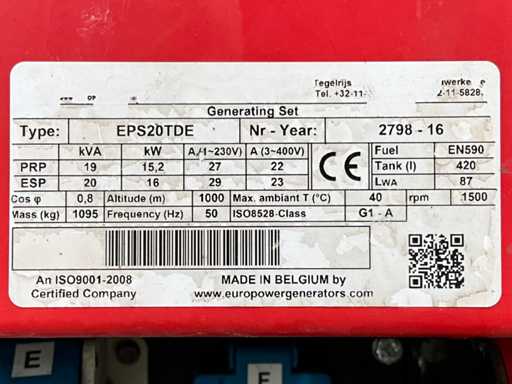 Tegelrijs
Tel. +32-11-
Generating Set
Type: EPS20TDE Nr - Year: 2798 - 16
kVA kW A(1~230V) A (3~400V) Fuel EN590
PRP 19 15,2 27 22 CE Tank (l) 420
ESP 20 16 29 23 LWA 87
Cos φ 0,8 Altitude (m) 1000 Max. ambiant T (°C) 40 rpm 1500
Mass (kg) 1095 Frequency (Hz) 50 ISO8528-Class G1 - A
An ISO9001-2008 MADE IN BELGIUM by
Certified Company www.europowergenerators.com
E
E